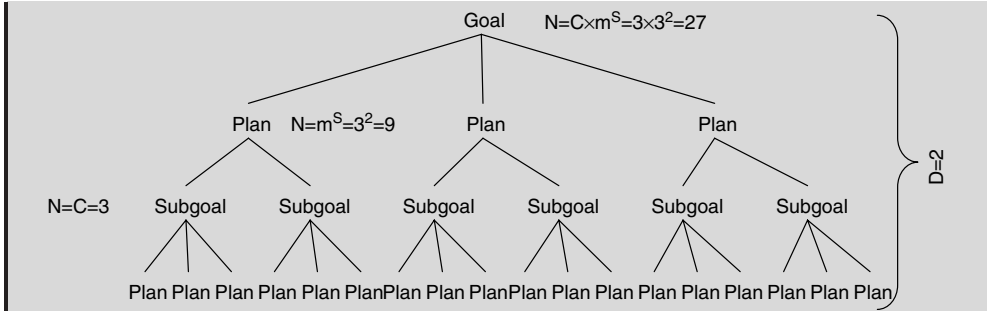 Goal N=C×m^S=3×3^2=27
Plan N=m^S=3^2=9 Plan Plan
D=2
N=C=3 Subgoal Subgoal Subgoal Subgoal Subgoal Subgoal
Plan Plan Plan Plan Plan Plan Plan Plan Plan Plan Plan Plan Plan Plan Plan Plan Plan Plan